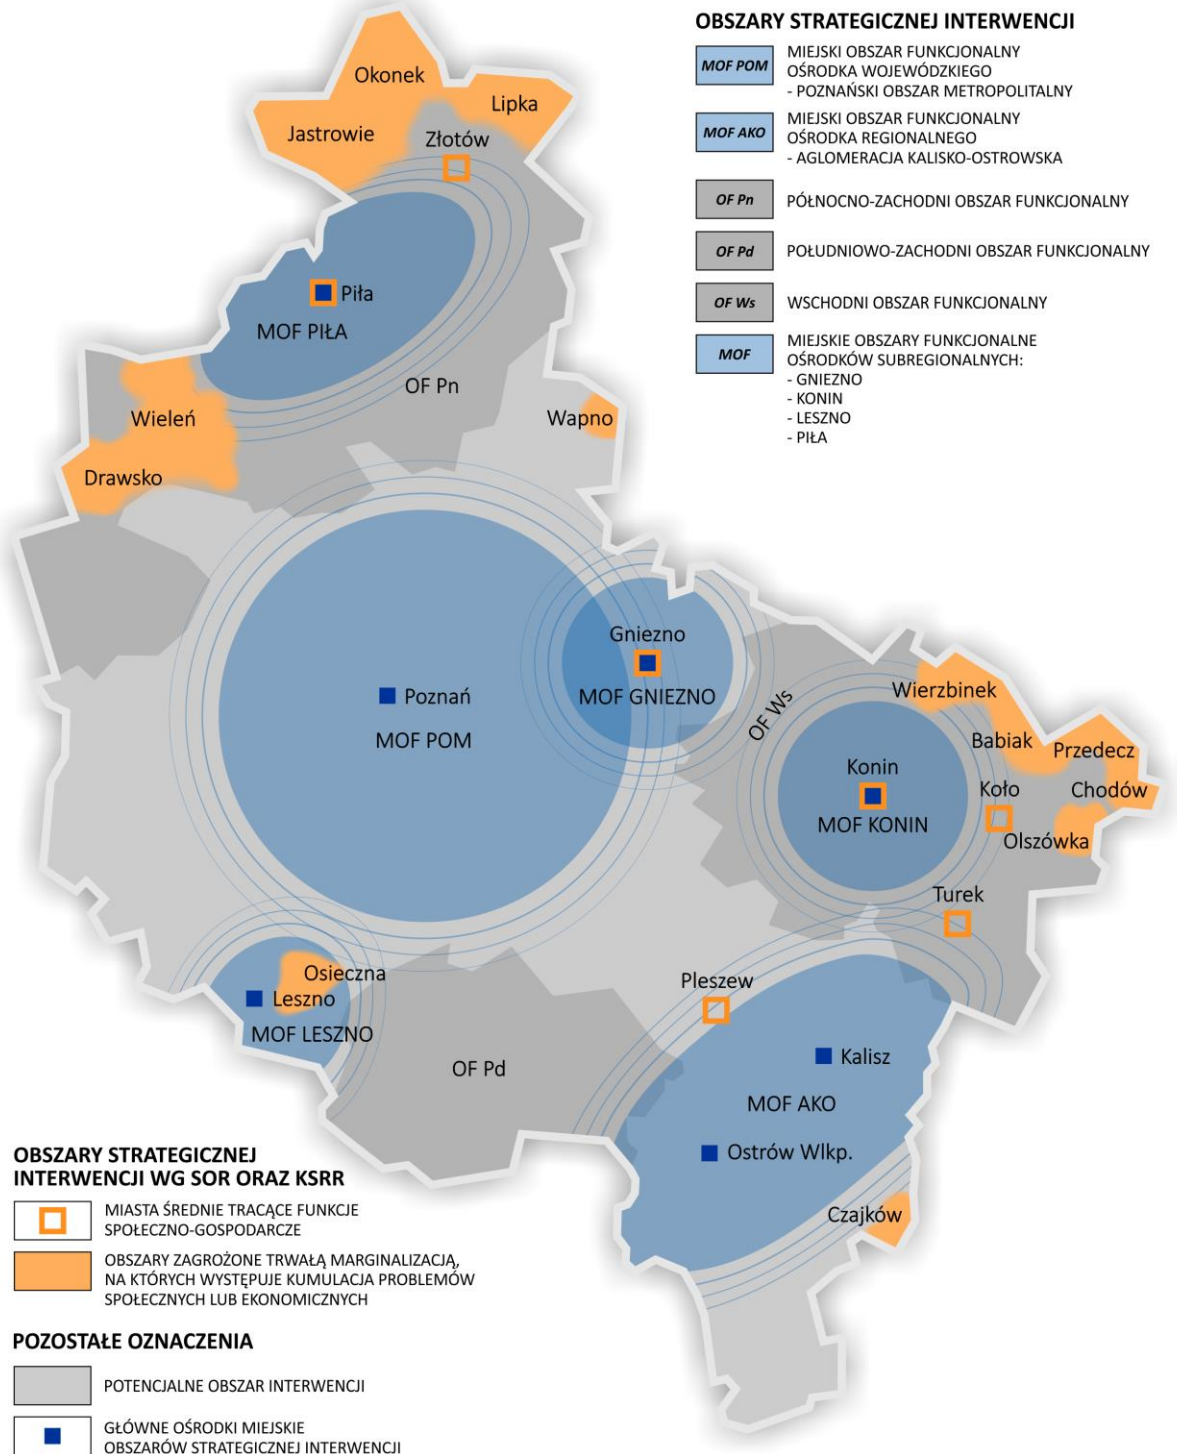 OBSZARY STRATEGICZNEJ INTERWENCJI
MOF POM
MIEJSKI OBSZAR FUNKCJONALNY
OŚRODKA WOJEWÓDZKIEGO
- POZNAŃSKI OBSZAR METROPOLITALNY
MOF AKO
MIEJSKI OBSZAR FUNKCJONALNY
OŚRODKA REGIONALNEGO
- AGLOMERACJA KALISKO-OSTROWSKA
OF Pn
PÓŁNOCNO-ZACHODNI OBSZAR FUNKCJONALNY
OF Pd
POŁUDNIOWO-ZACHODNI OBSZAR FUNKCJONALNY
OF Ws
WSCHODNI OBSZAR FUNKCJONALNY
MOF
MIEJSKIE OBSZARY FUNKCJONALNE
OŚRODKÓW SUBREGIONALNYCH:
- GNIEZNO
- KONIN
- LESZNO
- PIŁA
Okonek
Lipka
Jastrowie
Złotów
Piła
MOF PIŁA
OF Pn
Wieleń
Wapno
Drawsko
Gniezno
MOF GNIEZNO
Poznań
MOF POM
OF Ws
Wierzbinek
Babiak
Przedecz
Konin
Koło
Chodów
MOF KONIN
Olszówka
Turek
Osieczna
Leszno
MOF LESZNO
Pleszew
OF Pd
Kalisz
MOF AKO
Ostrów Wlkp.
Czajków
OBSZARY STRATEGICZNEJ
INTERWENCJI WG SOR ORAZ KSRR
MIASTA ŚREDNIE TRACĄCE FUNKCJE
SPOŁECZNO-GOSPODARCZE
OBSZARY ZAGROŻONE TRWAŁĄ MARGINALIZACJĄ,
NA KTÓRYCH WYSTĘPUJE KUMULACJA PROBLEMÓW
SPOŁECZNYCH LUB EKONOMICZNYCH
POZOSTAŁE OZNACZENIA
POTENCJALNE OBSZAR INTERWENCJI
GŁÓWNE OŚRODKI MIEJSKIE
OBSZARÓW STRATEGICZNEJ INTERWENCJI